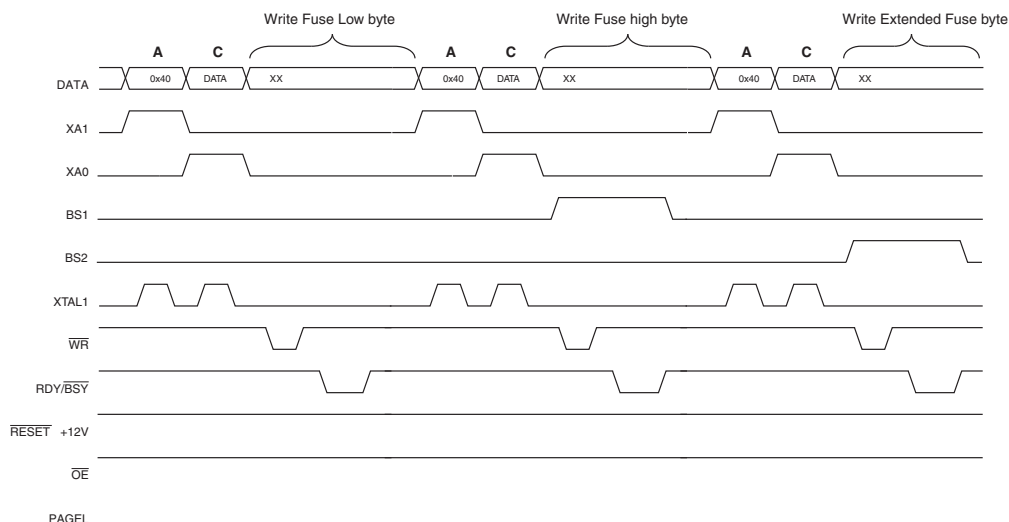 Write Fuse Low byte Write Fuse high byte Write Extended Fuse byte
A C A C A C
DATA 0x40 DATA XX 0x40 DATA XX 0x40 DATA XX
XA1
XA0
BS1
BS2
XTAL1
WR
RDY/BSY
RESET +12V
OE
PAGEL